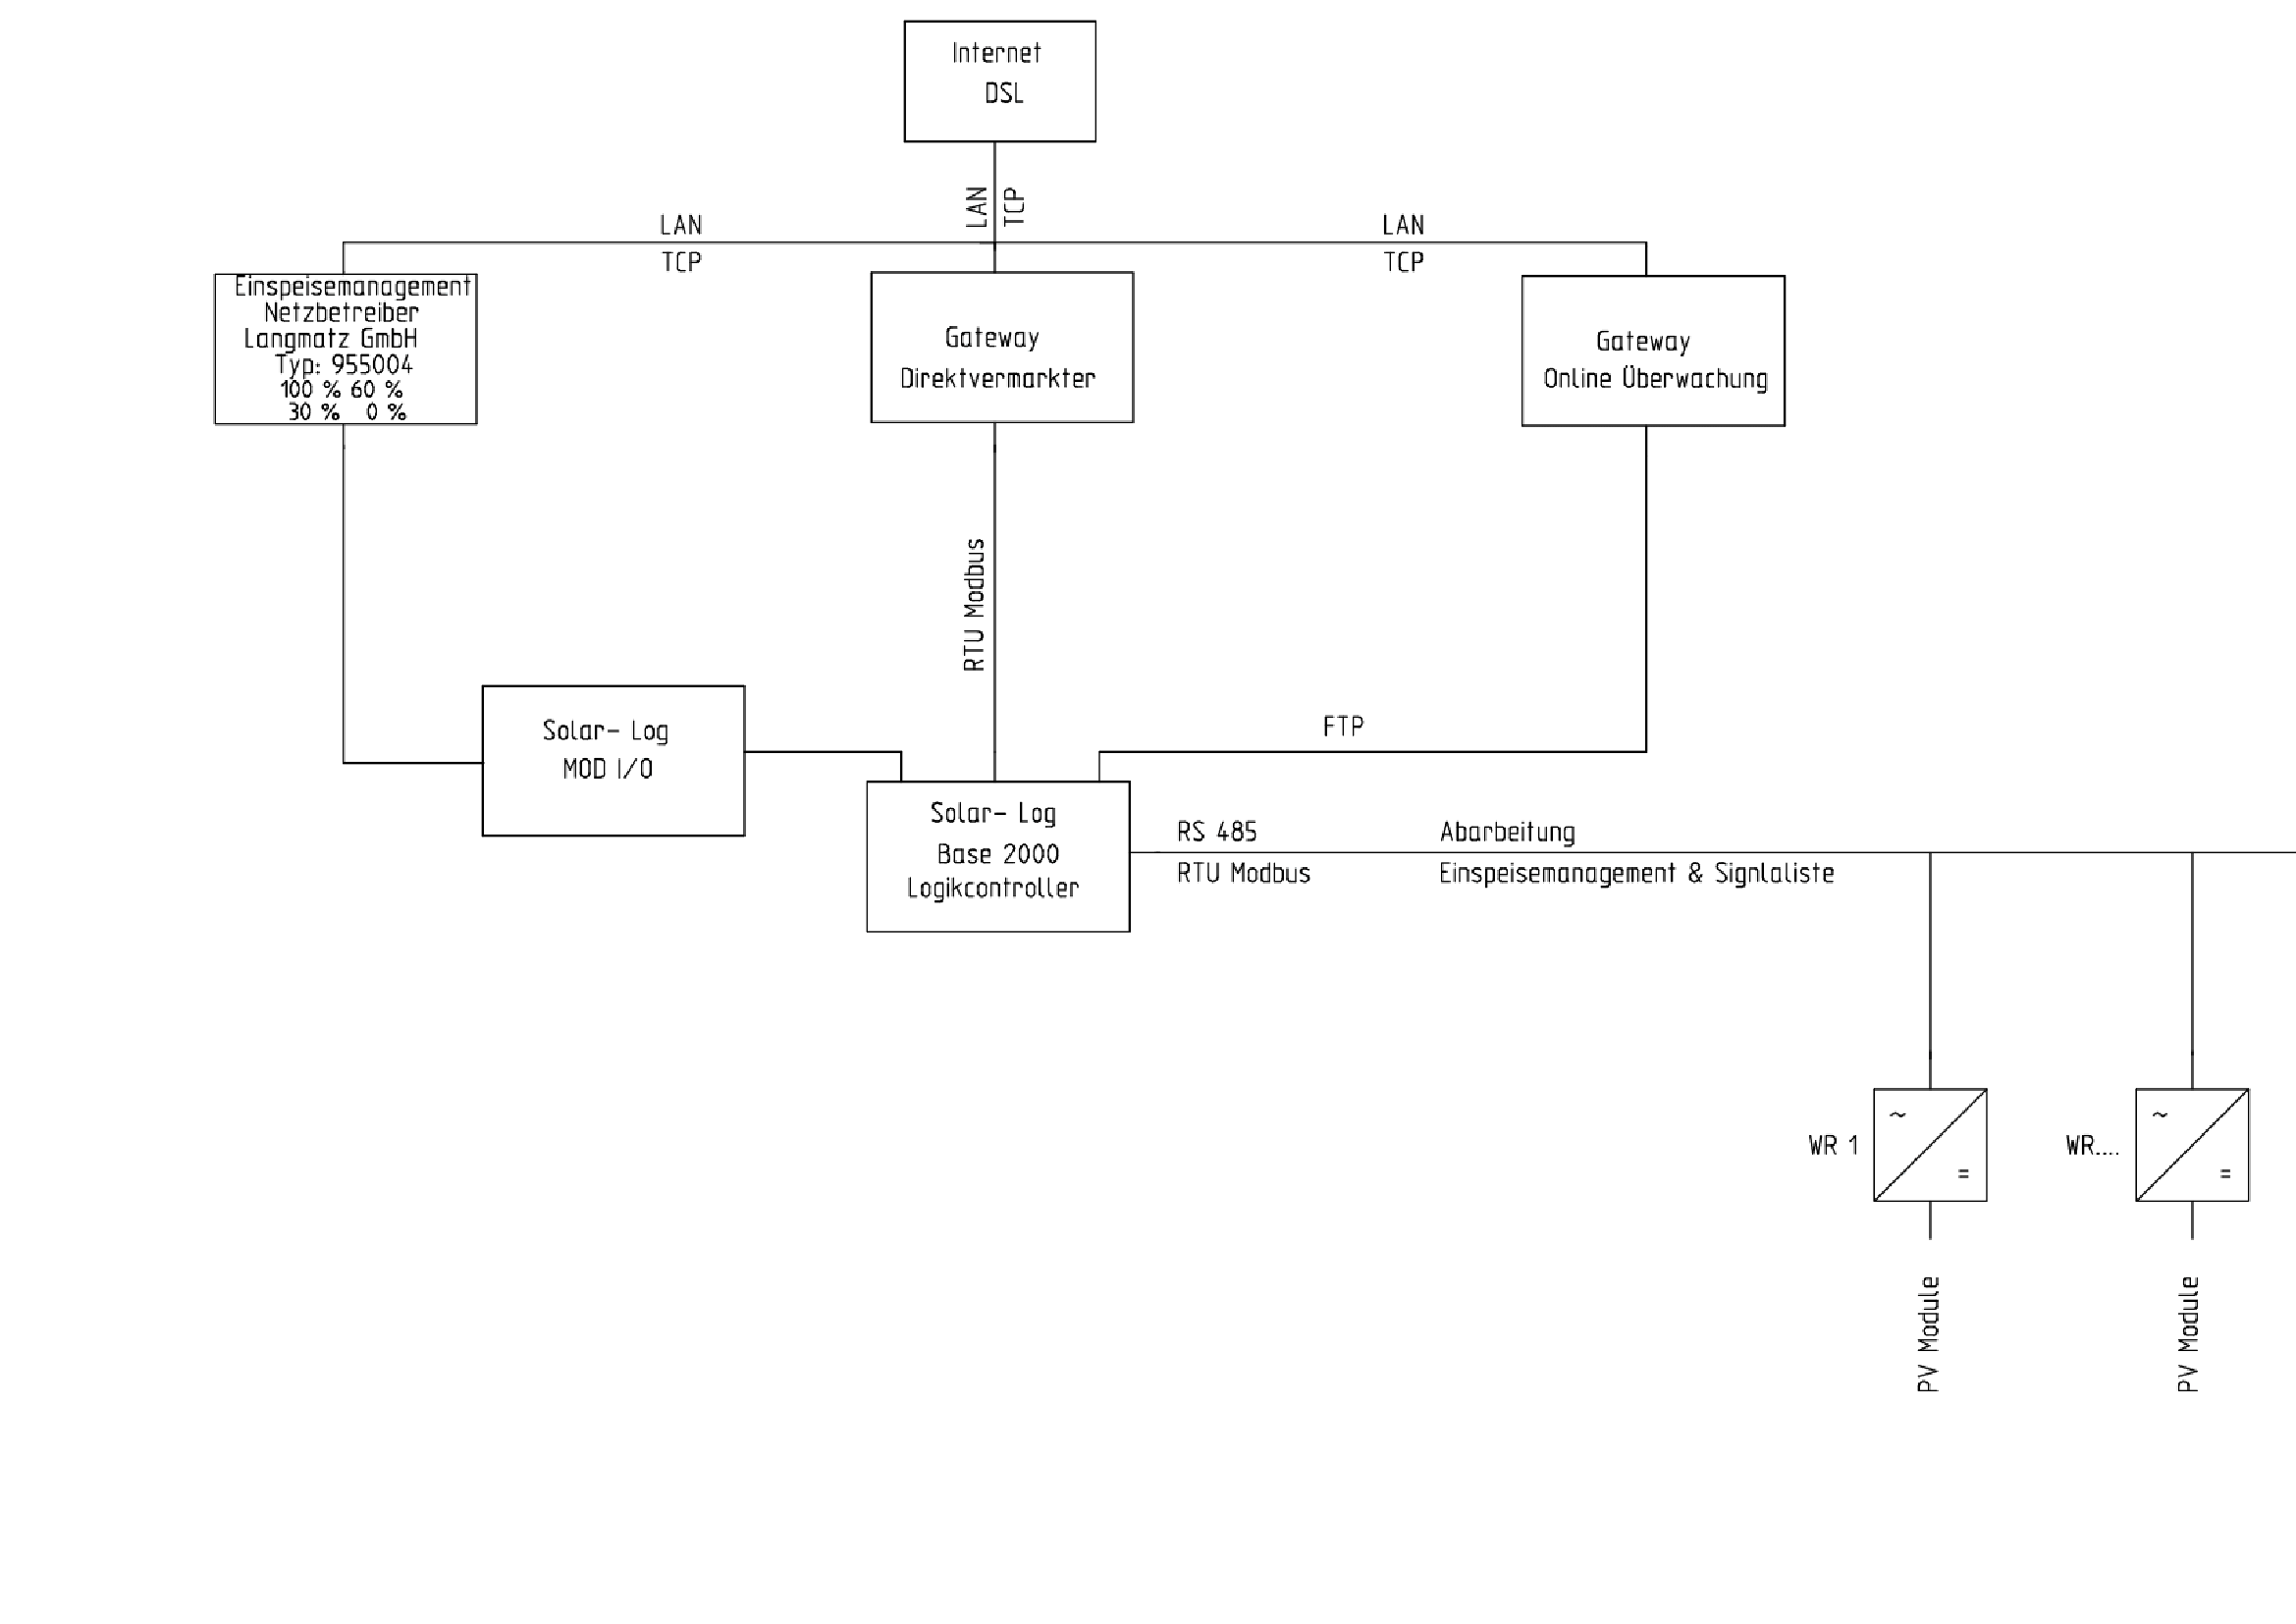 Internet
DSL
LAN
TCP
LAN
TCP
LAN
TCP
Einspeisemanagement
Netzbetreiber
Langmatz GmbH
Typ: 955004
100 % 60 %
30 % 0 %
Gateway
Direktvermarkter
Gateway
Online Überwachung
RTU Modbus
Solar- Log
MOD I/O
FTP
Solar- Log
Base 2000
Logikcontroller
RS 485
RTU Modbus
Abarbeitung
Einspeisemanagement & Signlaliste
~
=
WR 1
~
=
WR....
PV Module
PV Module